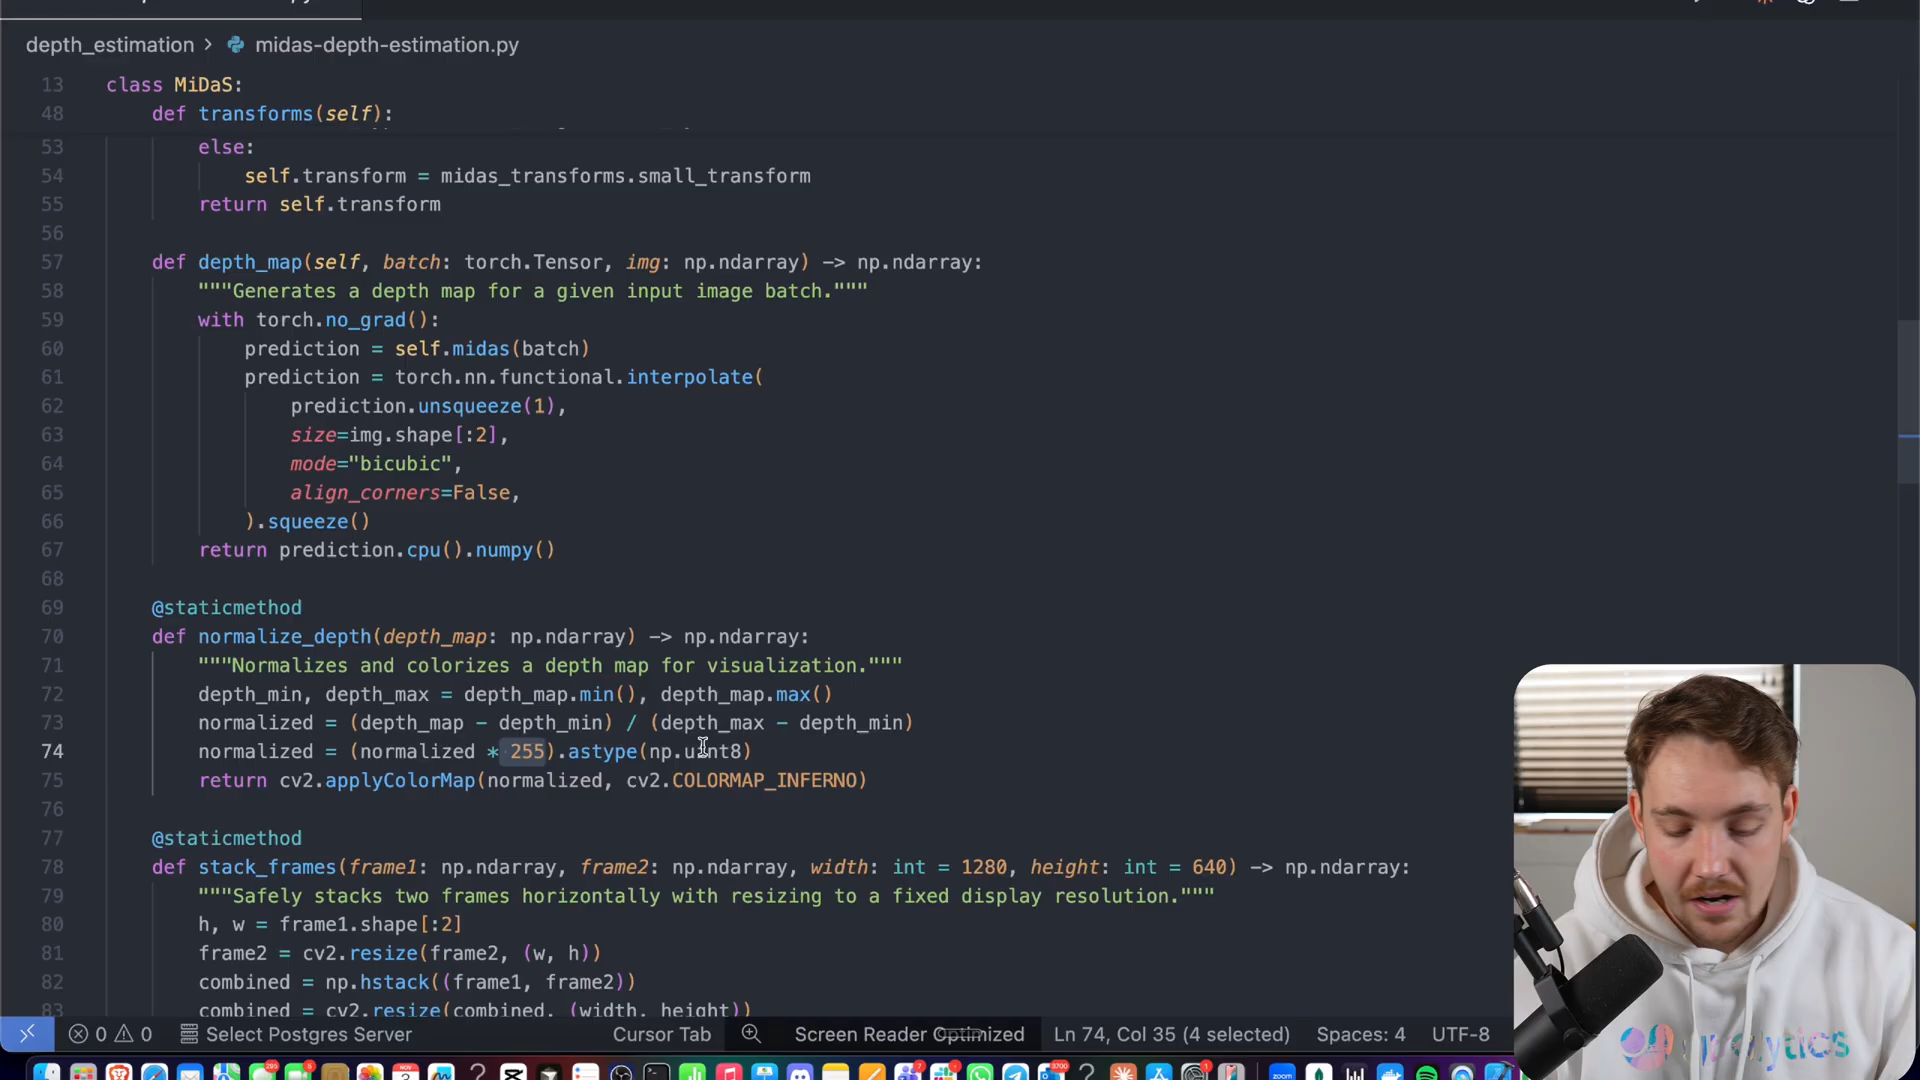 depth_estimation > midas-depth-estimation.py
13 class MiDaS:
48 def transforms(self):
53 else:
54 self.transform = midas_transforms.small_transform
55 return self.transform
56
57 def depth_map(self, batch: torch.Tensor, img: np.ndarray) -> np.ndarray:
58 """Generates a depth map for a given input image batch."""
59 with torch.no_grad():
60 prediction = self.midas(batch)
61 prediction = torch.nn.functional.interpolate(
62 prediction.unsqueeze(1),
63 size=img.shape[:2],
64 mode="bicubic",
65 align_corners=False,
66 ).squeeze()
67 return prediction.cpu().numpy()
68
69 @staticmethod
70 def normalize_depth(depth_map: np.ndarray) -> np.ndarray:
71 """Normalizes and colorizes a depth map for visualization."""
72 depth_min, depth_max = depth_map.min(), depth_map.max()
73 normalized = (depth_map - depth_min) / (depth_max - depth_min)
74 normalized = (normalized * 255).astype(np.uint8)
75 return cv2.applyColorMap(normalized, cv2.COLORMAP_INFERNO)
76
77 @staticmethod
78 def stack_frames(frame1: np.ndarray, frame2: np.ndarray, width: int = 1280, height: int = 640) -> np.ndarray:
79 """Safely stacks two frames horizontally with resizing to a fixed display resolution."""
80 h, w = frame1.shape[:2]
81 frame2 = cv2.resize(frame2, (w, h))
82 combined = np.hstack((frame1, frame2))
83 combined = cv2.resize(combined, (width, height))
0 0 Select Postgres Server Cursor Tab Screen Reader Optimized Ln 74, Col 35 (4 selected) Spaces: 4 UTF-8